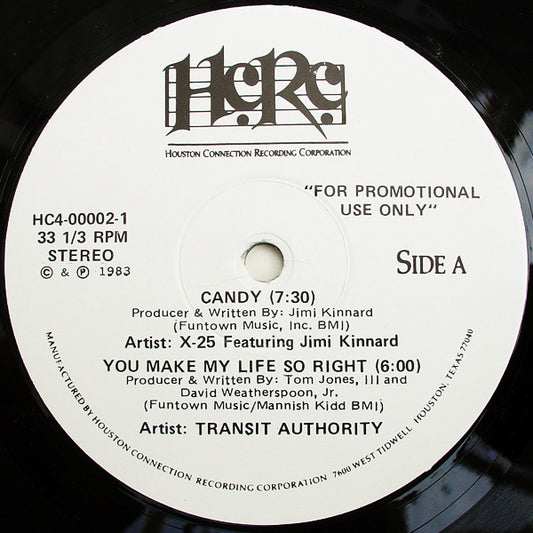 HCRC
HOUSTON CONNECTION RECORDING CORPORATION
"FOR PROMOTIONAL
USE ONLY"
HC4-00002-1
33 1/3 RPM
STEREO
© & ℗ 1983
SIDE A
CANDY (7:30)
Producer & Written By: Jimi Kinnard
(Funtown Music, Inc. BMI)
Artist: X-25 Featuring Jimi Kinnard
YOU MAKE MY LIFE SO RIGHT (6:00)
Producer & Written By: Tom Jones, III and
David Weatherspoon, Jr.
(Funtown Music/Mannish Kidd BMI)
Artist: TRANSIT AUTHORITY
MANUFACTURED BY HOUSTON CONNECTION RECORDING CORPORATION 7600 WEST TIDWELL HOUSTON, TEXAS 77040